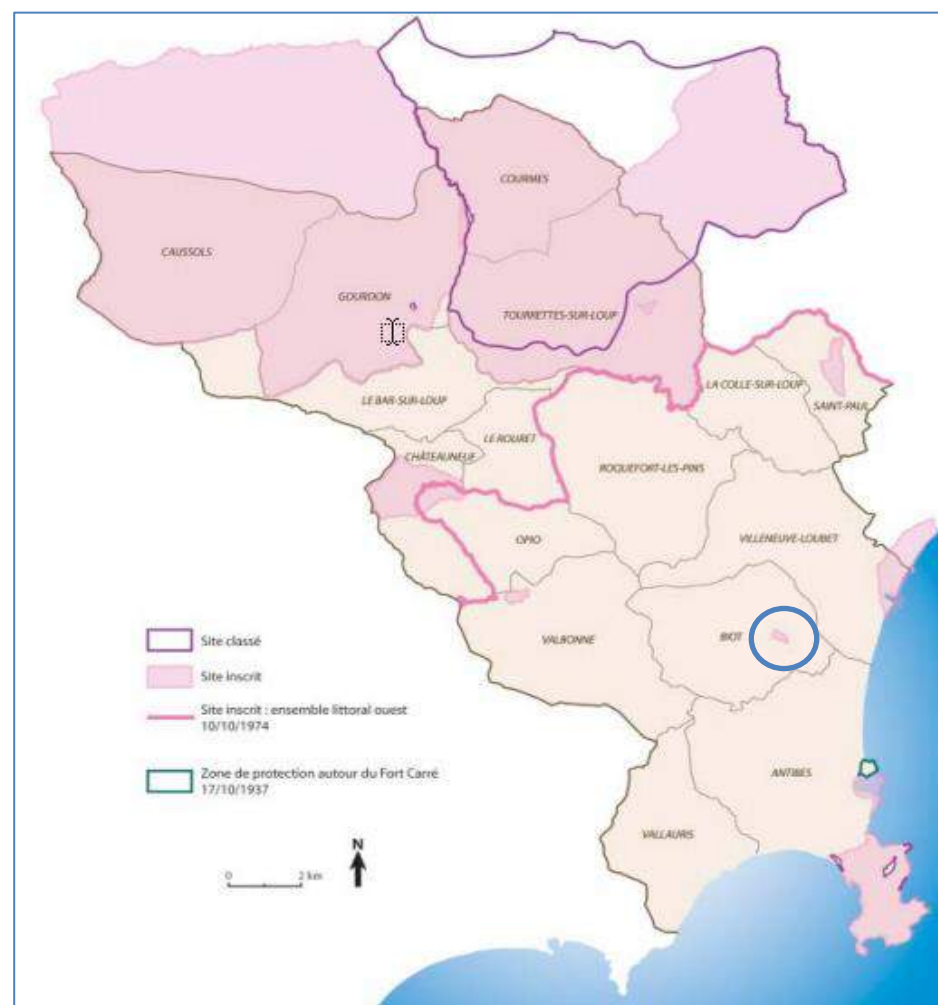 COURMES
CAUSSOLS
GOURDON
TOURRETTES-SUR-LOUP
LA COLLE-SUR-LOUP
LE BAR-SUR-LOUP
SAINT-PAUL
LE ROURET
CHÂTEAUNEUF
ROQUEFORT-LES-PINS
OPIO
VILLENEUVE-LOUBET
VALBONNE
BIOT
Site classé
Site inscrit
Site inscrit : ensemble littoral ouest
10/10/1974
Zone de protection autour du Fort Carré
17/10/1937
ANTIBES
VALLAURIS
N
0 2 km